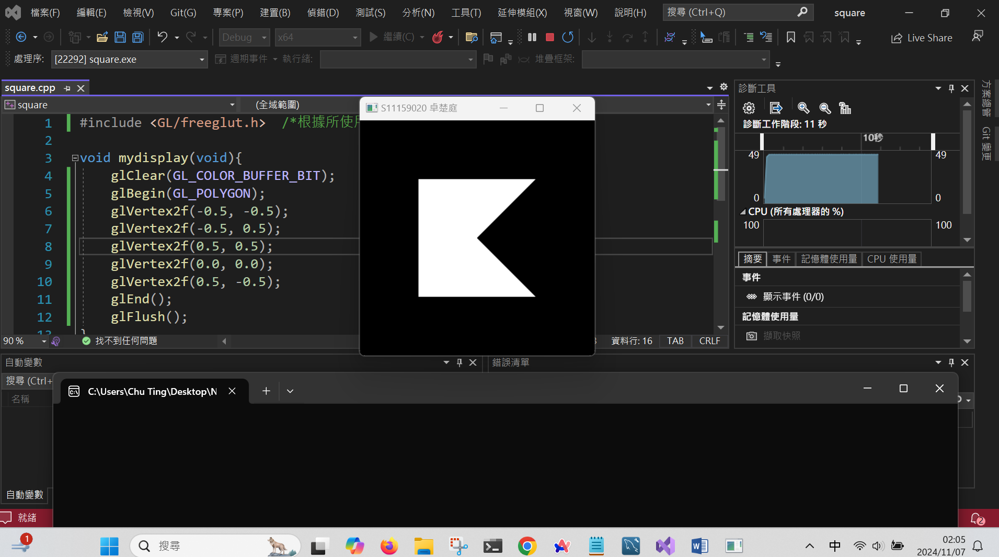 檔案(F) 編輯(E) 檢視(V) Git(G) 專案(P) 建置(B) 偵錯(D) 測試(S) 分析(N) 工具(T) 延伸模組(X) 視窗(W) 說明(H) 搜尋 (Ctrl+Q) square
Debug x64 繼續(C) Live Share
處理序: [22292] square.exe 週期事件 執行緒: 堆疊框架:
square.cpp
square (全域範圍)
1 #include <GL/freeglut.h> /*根據所使用
2
3 void mydisplay(void){
4 glClear(GL_COLOR_BUFFER_BIT);
5 glBegin(GL_POLYGON);
6 glVertex2f(-0.5, -0.5);
7 glVertex2f(-0.5, 0.5);
8 glVertex2f(0.5, 0.5);
9 glVertex2f(0.0, 0.0);
10 glVertex2f(0.5, -0.5);
11 glEnd();
12 glFlush();
13 }
90 % 找不到任何問題 資料行: 16 TAB CRLF
S11159020 卓楚庭
診斷工具
診斷工作階段: 11 秒
10秒
49 49
0 0
CPU (所有處理器的 %)
100 100
摘要 事件 記憶體使用量 CPU 使用量
事件
顯示事件 (0/0)
記憶體使用量
擷取快照
方案總管
Git 變更
自動變數
搜尋 (Ctrl+
名稱
錯誤清單
C:\Users\Chu Ting\Desktop\N
自動變數
就緒
2
1
搜尋
中
02:05
2024/11/07